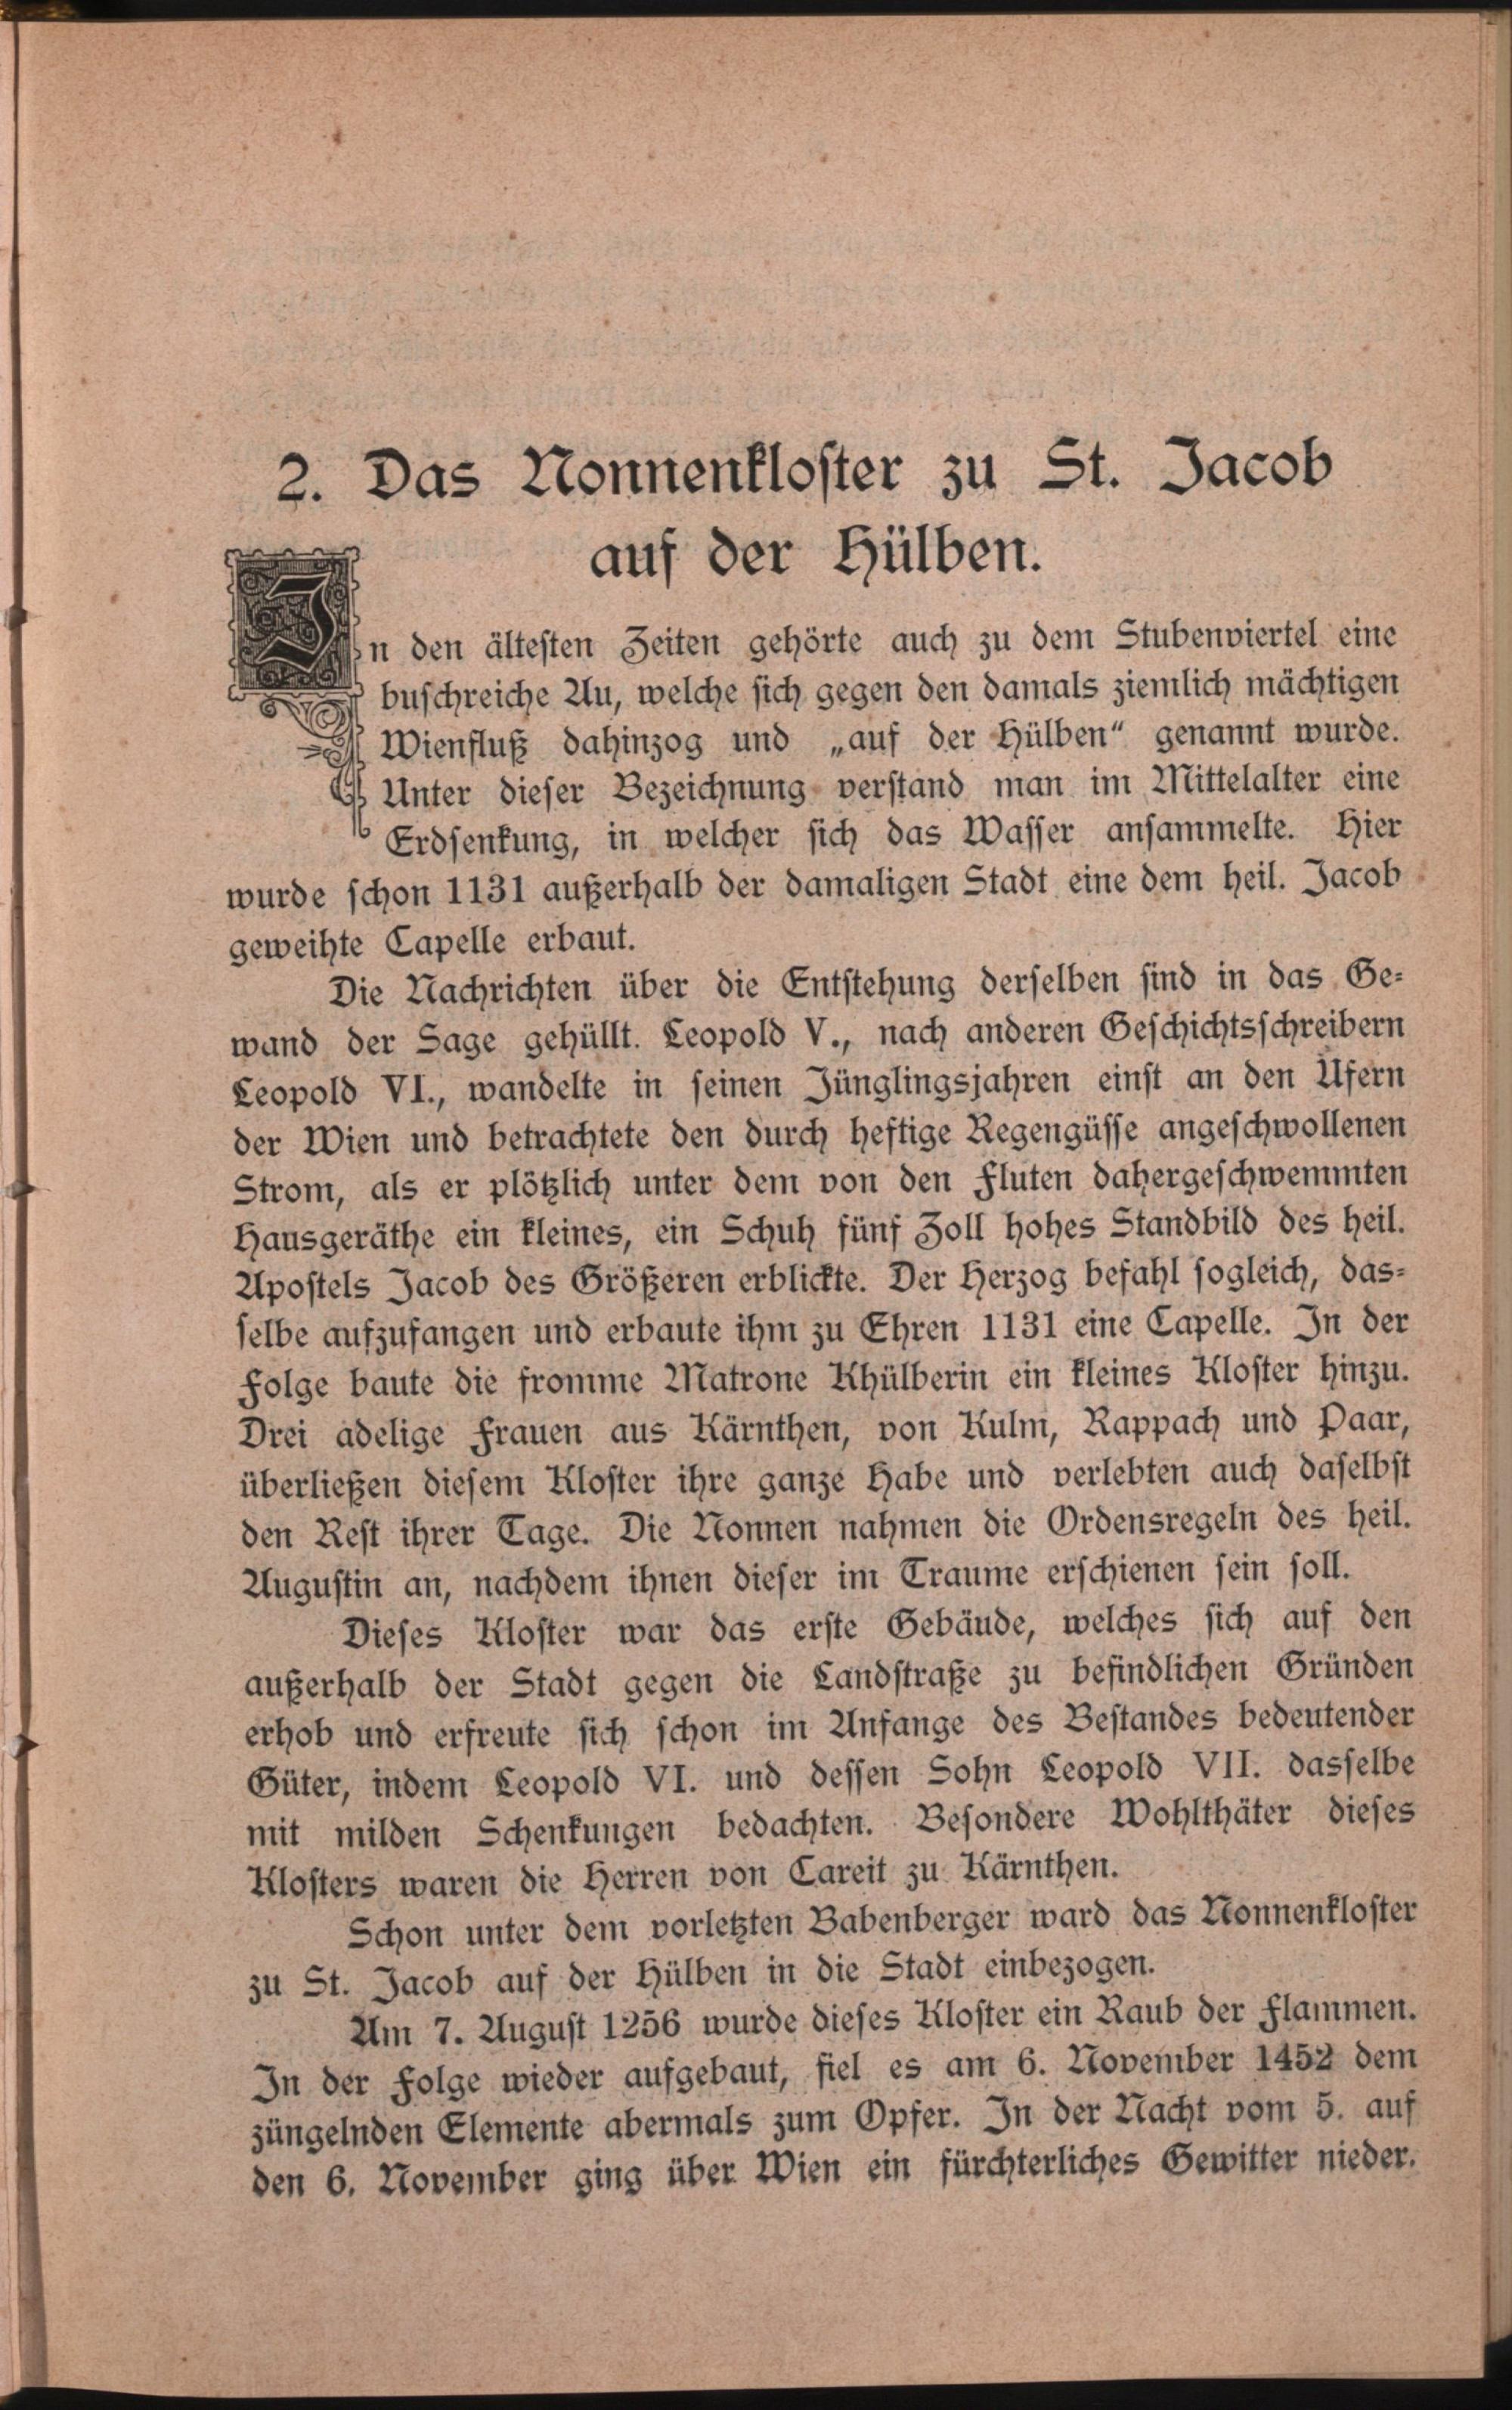 2. Das Nonnenkloster zu St. Jacob
auf der Hülben.
In den ältesten Zeiten gehörte auch zu dem Stubenviertel eine
buschreiche Au, welche sich gegen den damals ziemlich mächtigen
Wienfluß dahinzog und „auf der Hülben“ genannt wurde.
Unter dieser Bezeichnung verstand man im Mittelalter eine
Erdsenkung, in welcher sich das Wasser ansammelte. Hier
wurde schon 1131 außerhalb der damaligen Stadt eine dem heil. Jacob
geweihte Capelle erbaut.
Die Nachrichten über die Entstehung derselben sind in das Ge-
wand der Sage gehüllt. Leopold V., nach anderen Geschichtsschreibern
Leopold VI., wandelte in seinen Jünglingsjahren einst an den Ufern
der Wien und betrachtete den durch heftige Regengüsse angeschwollenen
Strom, als er plötzlich unter dem von den Fluten dahergeschwemmten
Hausgeräthe ein kleines, ein Schuh fünf Zoll hohes Standbild des heil.
Apostels Jacob des Größeren erblickte. Der Herzog befahl sogleich, das-
selbe aufzufangen und erbaute ihm zu Ehren 1131 eine Capelle. In der
Folge baute die fromme Matrone Khülberin ein kleines Kloster hinzu.
Drei adelige Frauen aus Kärnthen, von Kulm, Rappach und Paar,
überließen diesem Kloster ihre ganze Habe und verlebten auch daselbst
den Rest ihrer Tage. Die Nonnen nahmen die Ordensregeln des heil.
Augustin an, nachdem ihnen dieser im Traume erschienen sein soll.
Dieses Kloster war das erste Gebäude, welches sich auf den
außerhalb der Stadt gegen die Landstraße zu befindlichen Gründen
erhob und erfreute sich schon im Anfange des Bestandes bedeutender
Güter, indem Leopold VI. und dessen Sohn Leopold VII. dasselbe
mit milden Schenkungen bedachten. Besondere Wohlthäter dieses
Klosters waren die Herren von Careit zu Kärnthen.
Schon unter dem vorletzten Babenberger ward das Nonnenkloster
zu St. Jacob auf der Hülben in die Stadt einbezogen.
Am 7. August 1256 wurde dieses Kloster ein Raub der Flammen.
In der Folge wieder aufgebaut, fiel es am 6. November 1452 dem
züngelnden Elemente abermals zum Opfer. In der Nacht vom 5. auf
den 6. November ging über Wien ein fürchterliches Gewitter nieder.